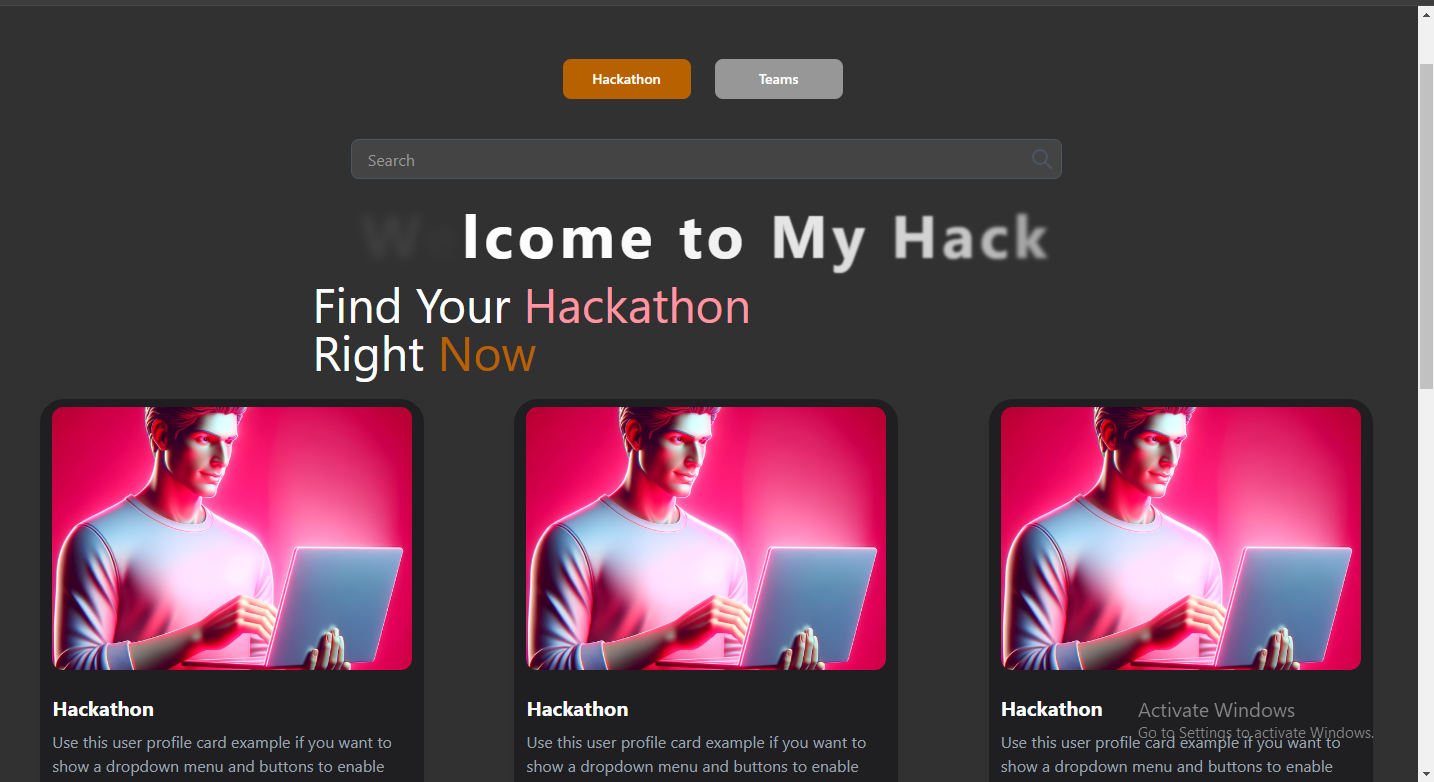 Hackathon
Teams
Search
Welcome to My Hack
Find Your Hackathon
Right Now
Hackathon
Use this user profile card example if you want to
show a dropdown menu and buttons to enable
Hackathon
Use this user profile card example if you want to
show a dropdown menu and buttons to enable
Hackathon
Use this user profile card example if you want to
show a dropdown menu and buttons to enable
Activate Windows
Go to Settings to activate Windows.